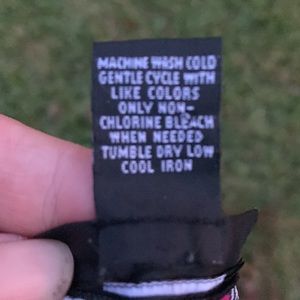 MACHINE WASH COLD
GENTLE CYCLE WITH
LIKE COLORS
ONLY NON-
CHLORINE BLEACH
WHEN NEEDED
TUMBLE DRY LOW
COOL IRON